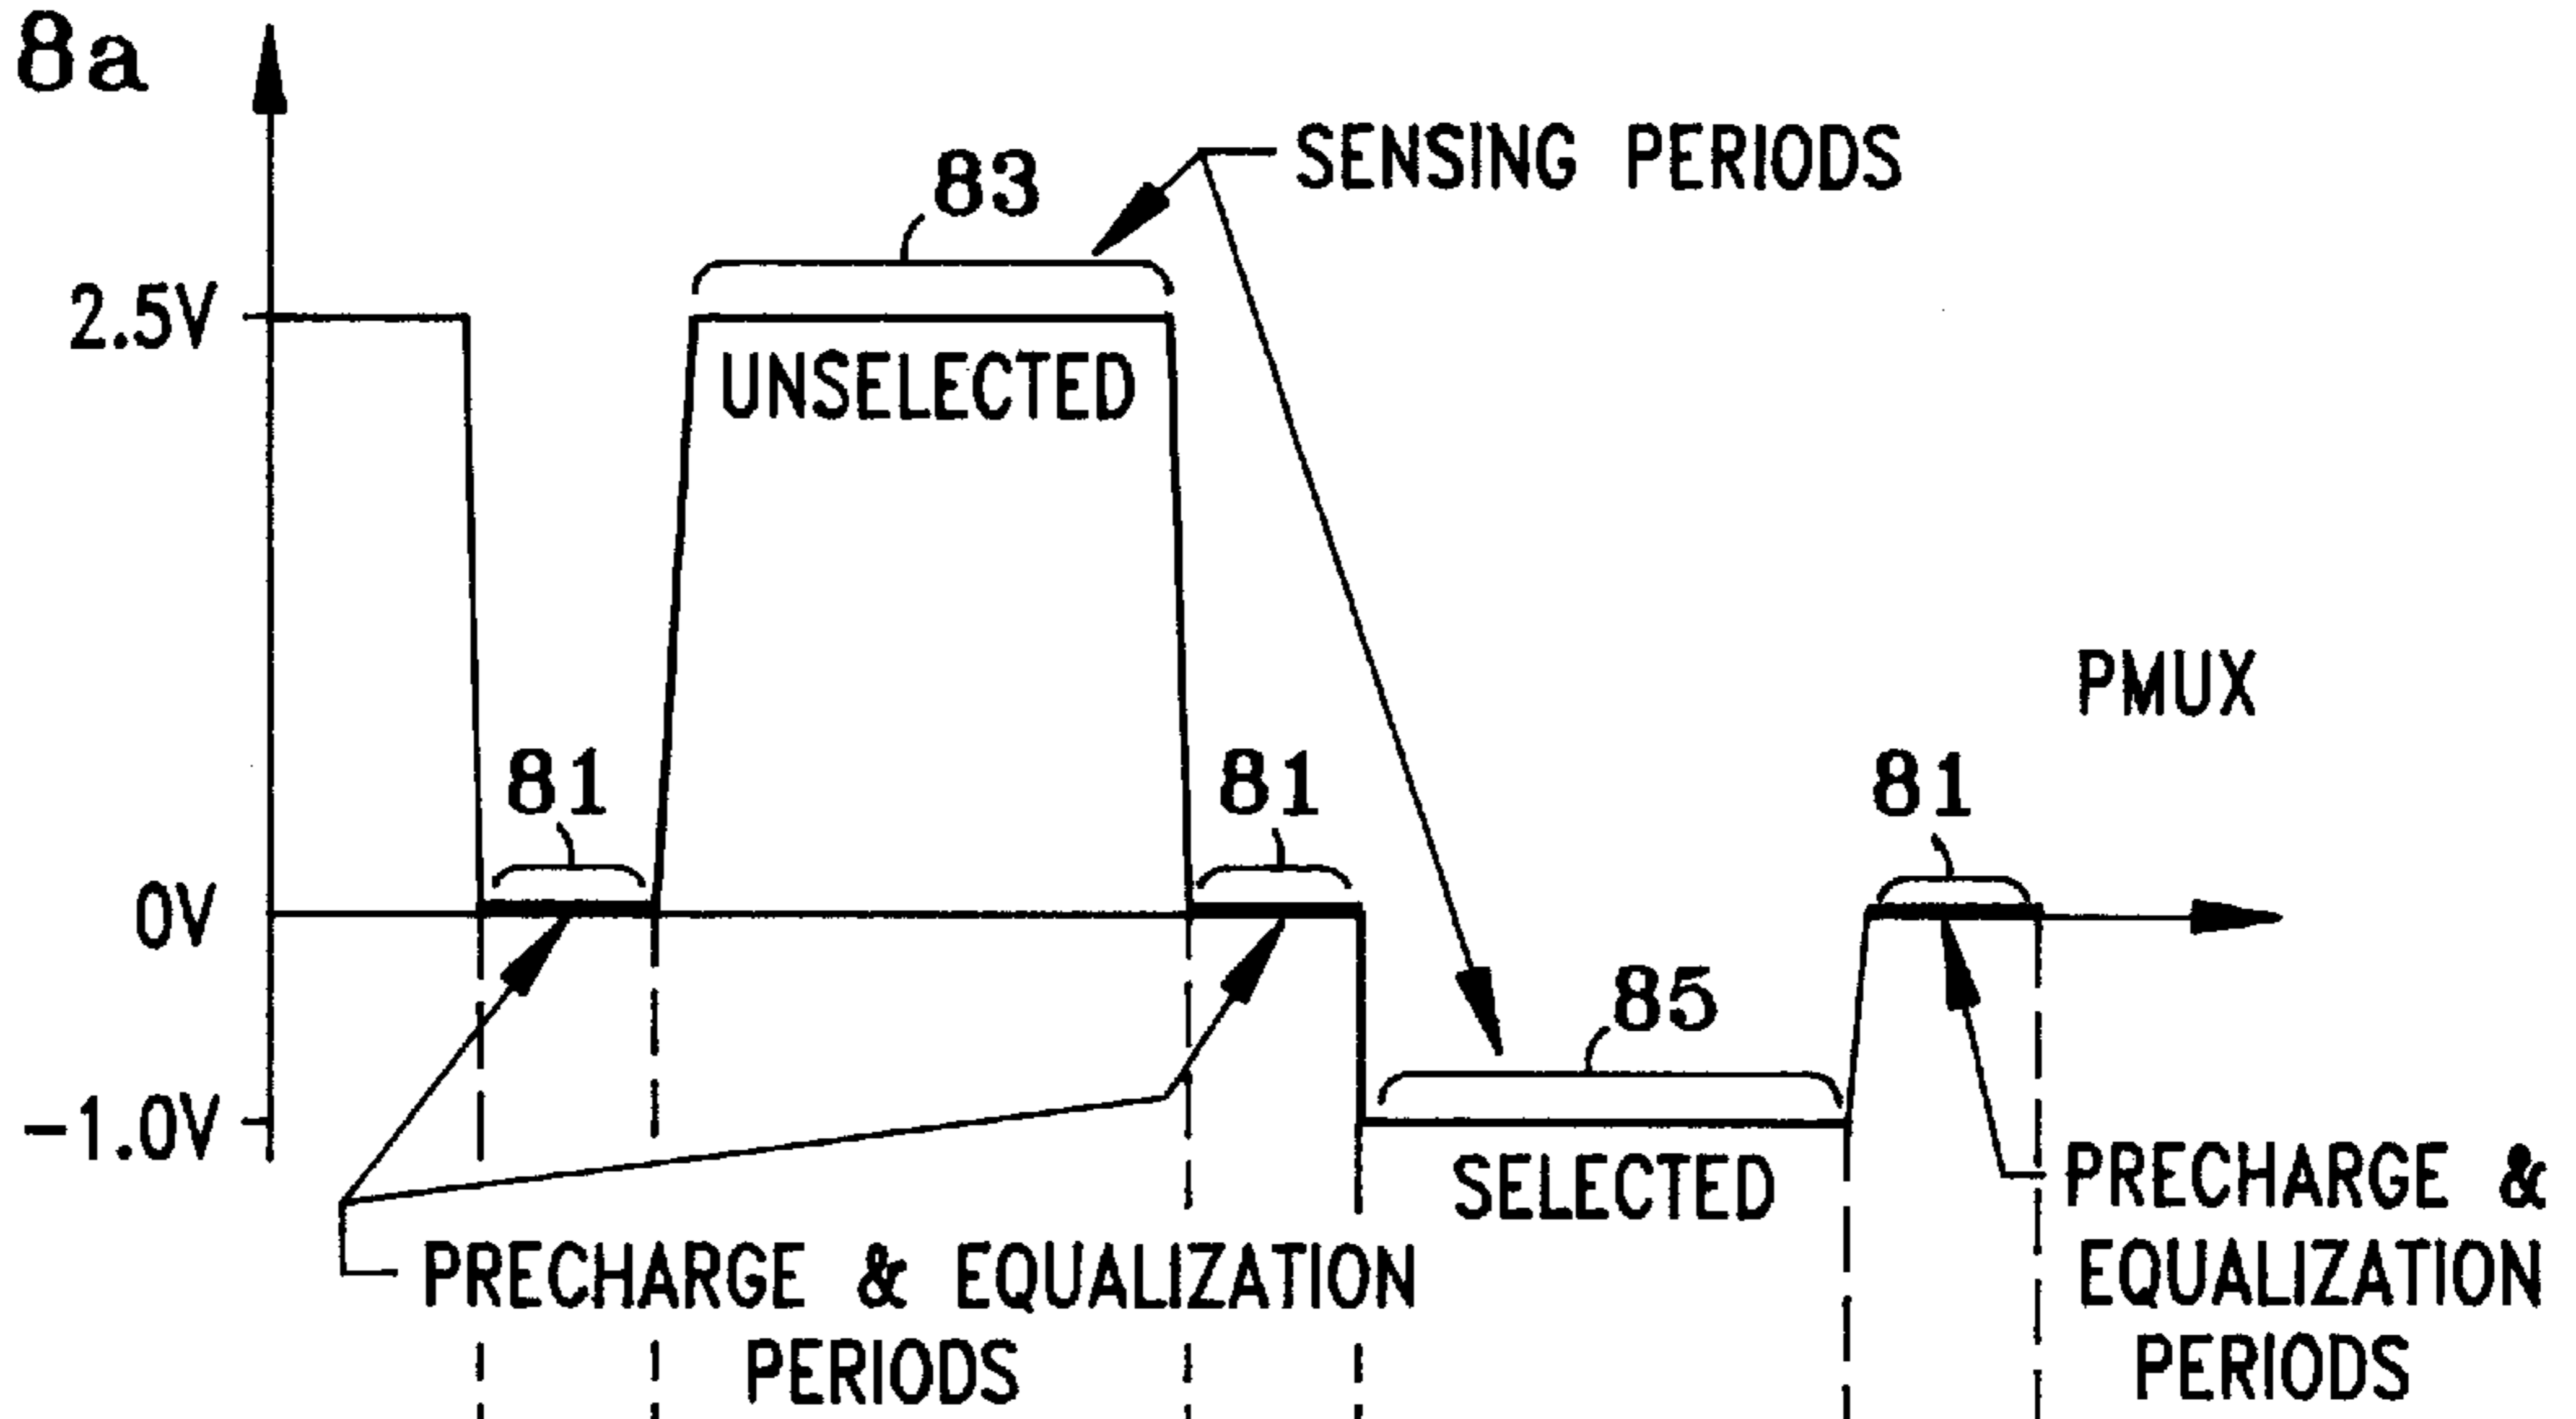 8a
SENSING PERIODS
83
2.5V
UNSELECTED
PMUX
81
81
81
0V
85
-1.0V
SELECTED
PRECHARGE &
EQUALIZATION
PERIODS
PRECHARGE & EQUALIZATION
PERIODS